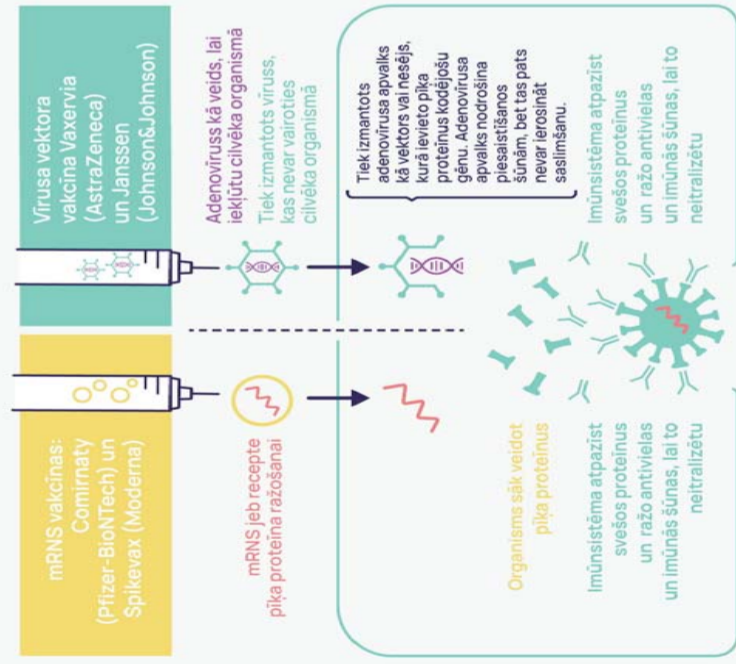 mRNS vakcīnas:
Comirnaty
(Pfizer-BioNTech) un
Spikevax (Moderna)
Vīrusa vektora
vakcīna Vaxervia
(AstraZeneca)
un Janssen
(Johnson&Johnson)
mRNS jeb recepte
pīķa proteīna ražošanai
Adenovīruss kā veids, lai
iekļūtu cilvēka organismā
Tiek izmantots vīruss,
kas nevar vairoties
cilvēka organismā
Tiek izmantots
adenovīrusa apvalks
kā vektors vai nesējs,
kurā ievieto pīķa
proteīnus kodējošu
gēnu. Adenovīrusa
apvalks nodrošina
piesaistīšanos
šūnām, bet tas pats
nevar ierosināt
saslimšanu.
Organisms sāk veidot
pīķa proteīnus
Imūnsistēma atpazīst
svešos proteīnus
un ražo antivielas
un imūnās šūnas, lai to
neitralizētu
Imūnsistēma atpazīst
svešos proteīnus
un ražo antivielas
un imūnās šūnas, lai to
neitralizētu